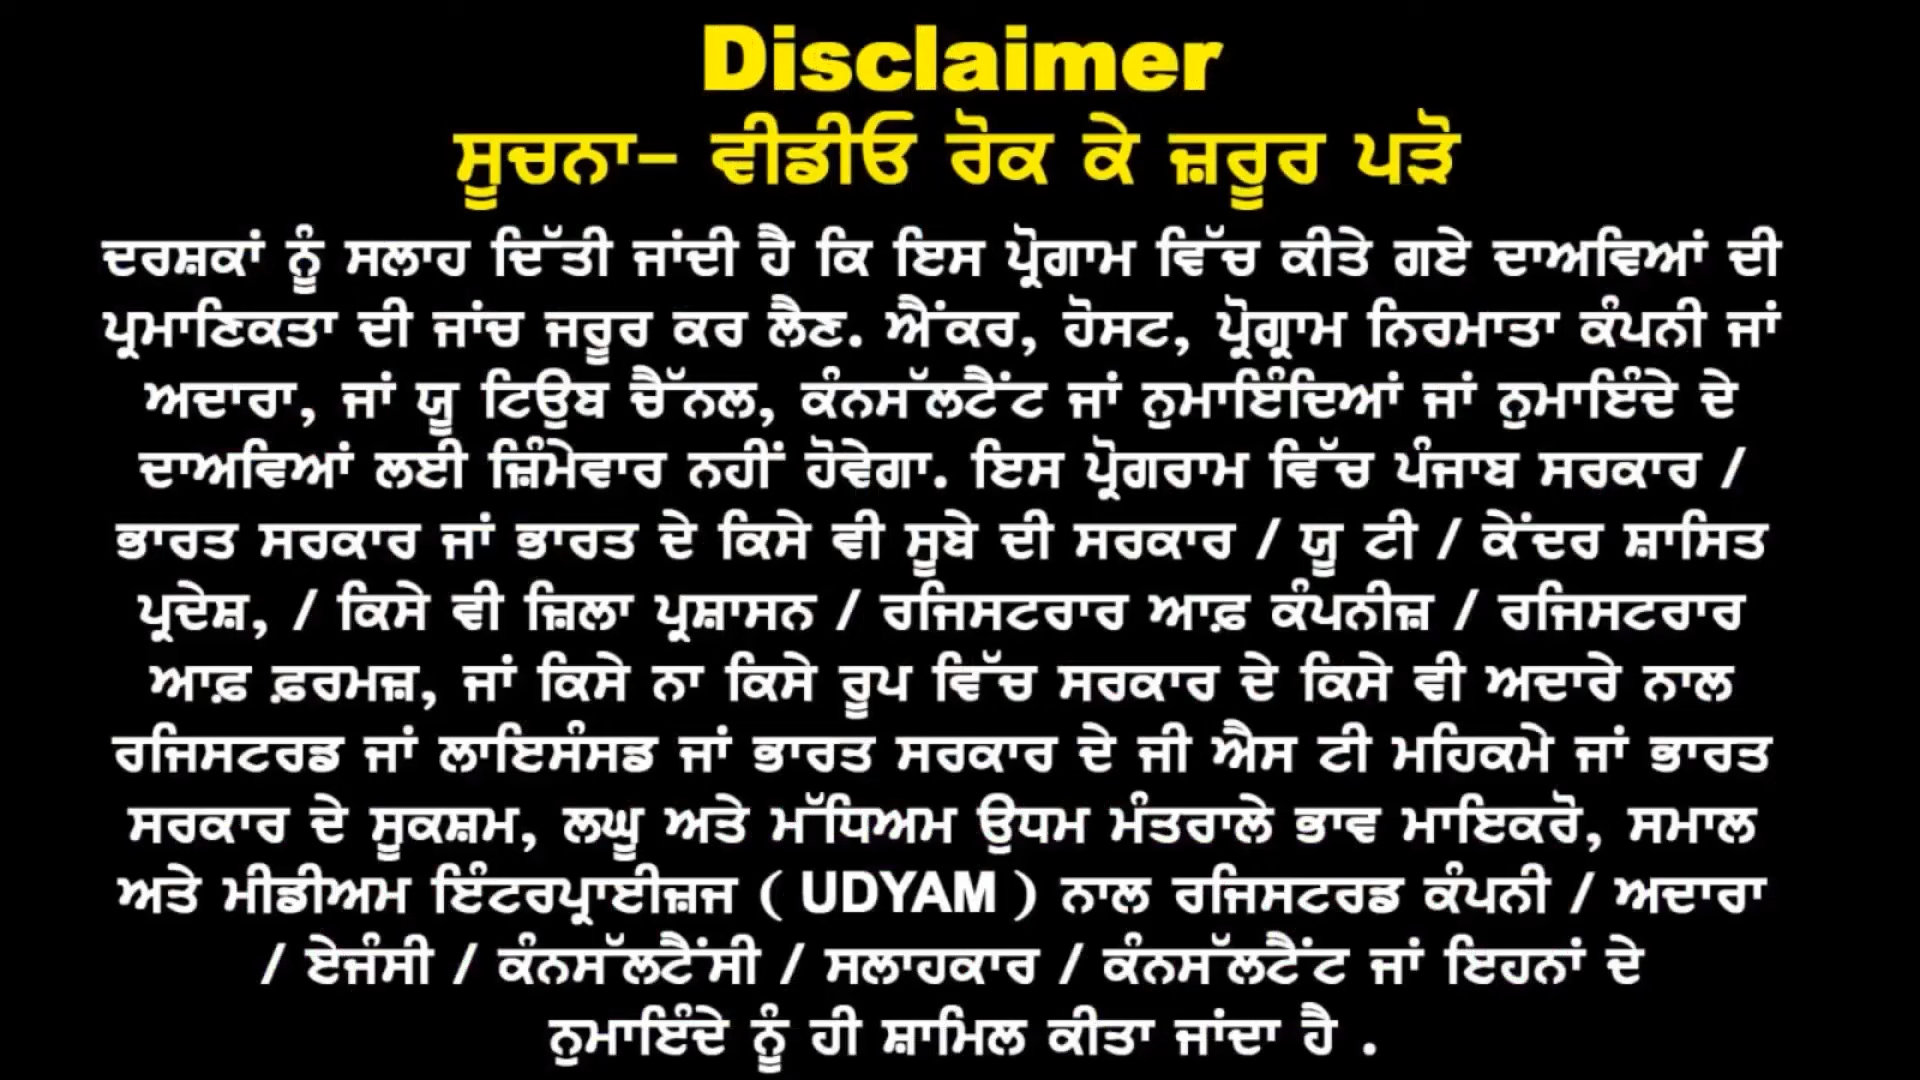 Disclaimer
ਸੂਚਨਾ- ਵੀਡੀਓ ਰੋਕ ਕੇ ਜ਼ਰੂਰ ਪੜੋ
ਦਰਸ਼ਕਾਂ ਨੂੰ ਸਲਾਹ ਦਿੱਤੀ ਜਾਂਦੀ ਹੈ ਕਿ ਇਸ ਪ੍ਰੋਗਾਮ ਵਿੱਚ ਕੀਤੇ ਗਏ ਦਾਅਵਿਆਂ ਦੀ
ਪ੍ਰਮਾਣਿਕਤਾ ਦੀ ਜਾਂਚ ਜਰੂਰ ਕਰ ਲੈਣ. ਐਂਕਰ, ਹੋਸਟ, ਪ੍ਰੋਗ੍ਰਾਮ ਨਿਰਮਾਤਾ ਕੰਪਨੀ ਜਾਂ
ਅਦਾਰਾ, ਜਾਂ ਯੂ ਟਿਊਬ ਚੈੱਨਲ, ਕੰਨਸੱਲਟੈਂਟ ਜਾਂ ਨੁਮਾਇੰਦਿਆਂ ਜਾਂ ਨੁਮਾਇੰਦੇ ਦੇ
ਦਾਅਵਿਆਂ ਲਈ ਜ਼ਿੰਮੇਵਾਰ ਨਹੀਂ ਹੋਵੇਗਾ. ਇਸ ਪ੍ਰੋਗਰਾਮ ਵਿੱਚ ਪੰਜਾਬ ਸਰਕਾਰ /
ਭਾਰਤ ਸਰਕਾਰ ਜਾਂ ਭਾਰਤ ਦੇ ਕਿਸੇ ਵੀ ਸੂਬੇ ਦੀ ਸਰਕਾਰ / ਯੂ ਟੀ / ਕੇਂਦਰ ਸ਼ਾਸਿਤ
ਪ੍ਰਦੇਸ਼, / ਕਿਸੇ ਵੀ ਜ਼ਿਲਾ ਪ੍ਰਸ਼ਾਸਨ / ਰਜਿਸਟਰਾਰ ਆਫ਼ ਕੰਪਨੀਜ਼ / ਰਜਿਸਟਰਾਰ
ਆਫ਼ ਫ਼ਰਮਜ਼, ਜਾਂ ਕਿਸੇ ਨਾ ਕਿਸੇ ਰੂਪ ਵਿੱਚ ਸਰਕਾਰ ਦੇ ਕਿਸੇ ਵੀ ਅਦਾਰੇ ਨਾਲ
ਰਜਿਸਟਰਡ ਜਾਂ ਲਾਇਸੰਸਡ ਜਾਂ ਭਾਰਤ ਸਰਕਾਰ ਦੇ ਜੀ ਐਸ ਟੀ ਮਹਿਕਮੇ ਜਾਂ ਭਾਰਤ
ਸਰਕਾਰ ਦੇ ਸੂਕਸ਼ਮ, ਲਘੂ ਅਤੇ ਮੱਧਿਅਮ ਉਧਮ ਮੰਤਰਾਲੇ ਭਾਵ ਮਾਇਕਰੋ, ਸਮਾਲ
ਅਤੇ ਮੀਡੀਅਮ ਇੰਟਰਪ੍ਰਾਈਜ਼ਜ ( UDYAM ) ਨਾਲ ਰਜਿਸਟਰਡ ਕੰਪਨੀ / ਅਦਾਰਾ
/ ਏਜੰਸੀ / ਕੰਨਸੱਲਟੈਂਸੀ / ਸਲਾਹਕਾਰ / ਕੰਨਸੱਲਟੈਂਟ ਜਾਂ ਇਹਨਾਂ ਦੇ
ਨੁਮਾਇੰਦੇ ਨੂੰ ਹੀ ਸ਼ਾਮਿਲ ਕੀਤਾ ਜਾਂਦਾ ਹੈ .